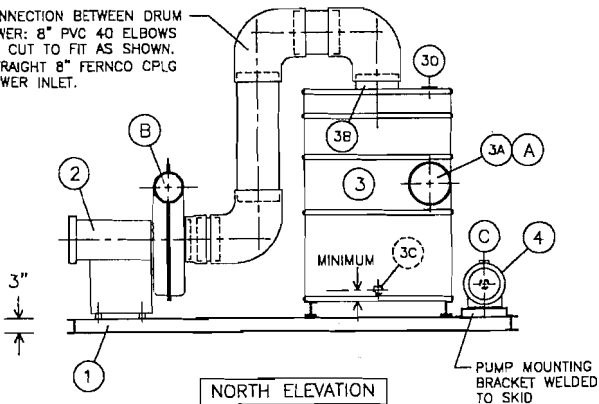 NNECTION BETWEEN DRUM
WER: 8" PVC 40 ELBOWS
CUT TO FIT AS SHOWN.
RAIGHT 8" FERNCO CPLG
WER INLET.
3D
3B
B
3A
A
2
3
C
4
MINIMUM
3C
3"
1
PUMP MOUNTING
BRACKET WELDED
TO SKID
NORTH ELEVATION